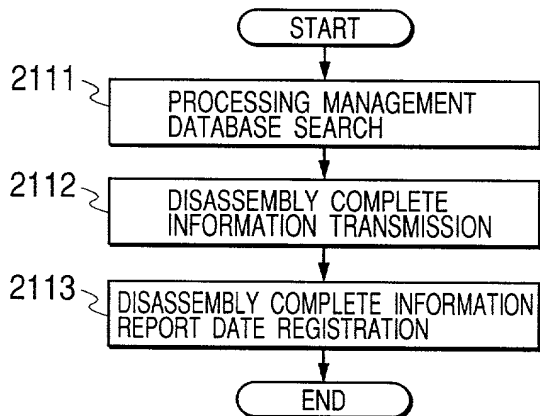 START
2111
PROCESSING MANAGEMENT
DATABASE SEARCH
2112
DISASSEMBLY COMPLETE
INFORMATION TRANSMISSION
2113
DISASSEMBLY COMPLETE INFORMATION
REPORT DATE REGISTRATION
END